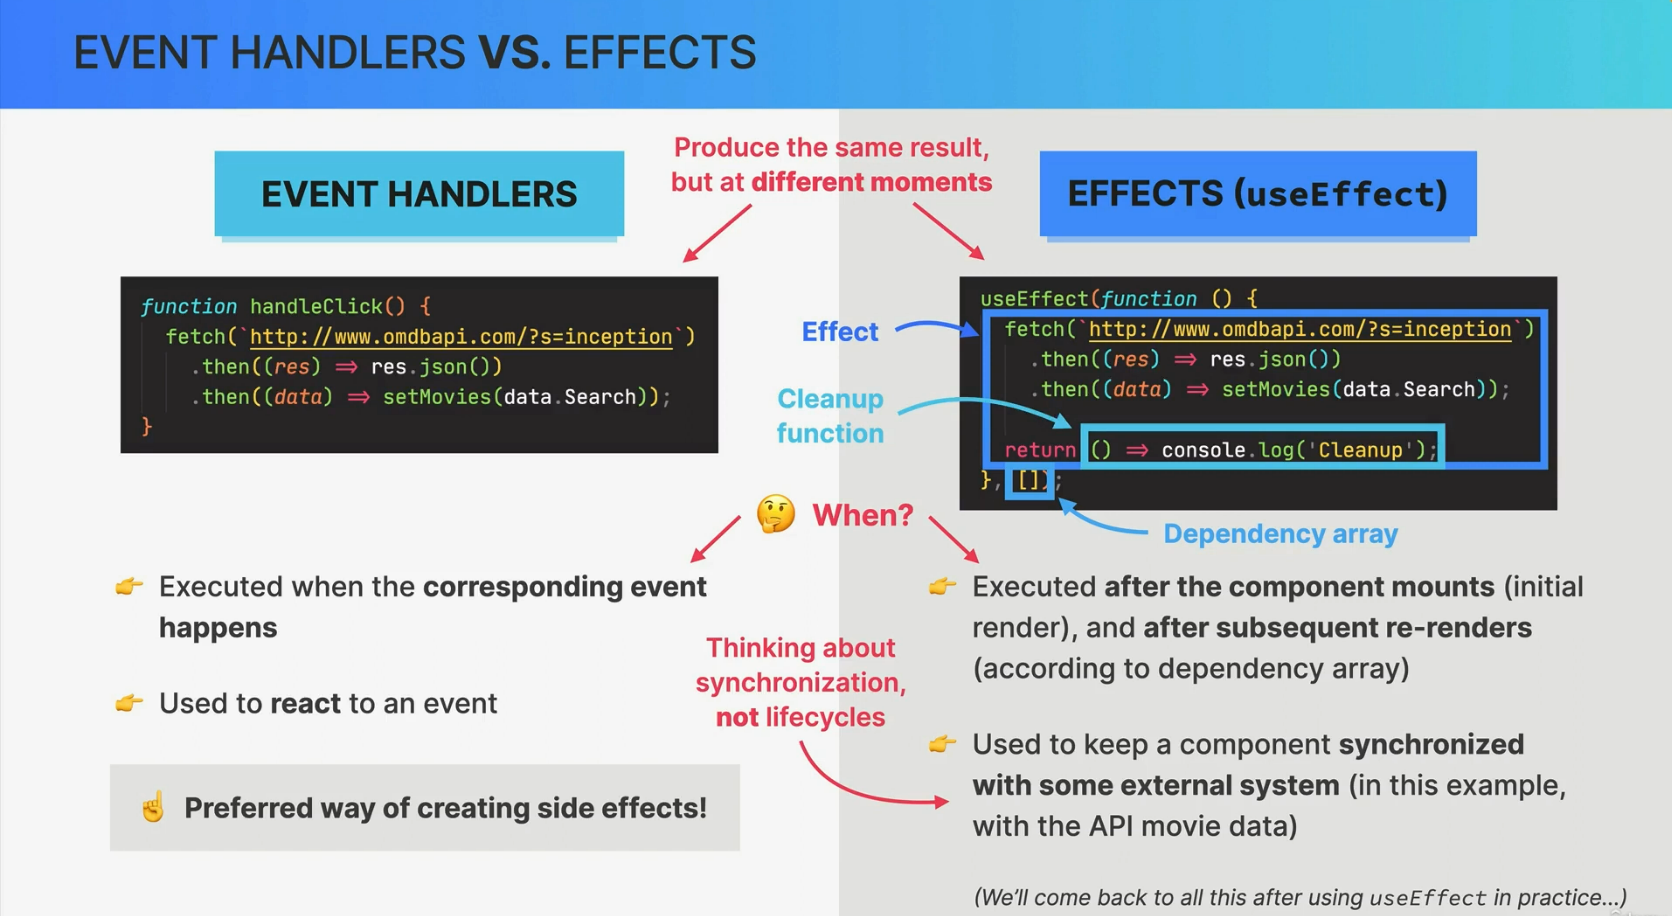 EVENT HANDLERS VS. EFFECTS
Produce the same result,
but at different moments
EVENT HANDLERS
function handleClick() {
fetch(`http://www.omdbapi.com/?s=inception`)
.then((res) => res.json())
.then((data) => setMovies(data.Search));
}
EFFECTS (useEffect)
useEffect(function () {
fetch(`http://www.omdbapi.com/?s=inception`)
.then((res) => res.json())
.then((data) => setMovies(data.Search));
return () => console.log('Cleanup');
}, []);
Effect
Cleanup
function
Dependency array
🤔 When?
👉 Executed when the corresponding event
happens
👉 Used to react to an event
☝️ Preferred way of creating side effects!
Thinking about
synchronization,
not lifecycles
👉 Executed after the component mounts (initial
render), and after subsequent re-renders
(according to dependency array)
👉 Used to keep a component synchronized
with some external system (in this example,
with the API movie data)
(We'll come back to all this after using useEffect in practice...)